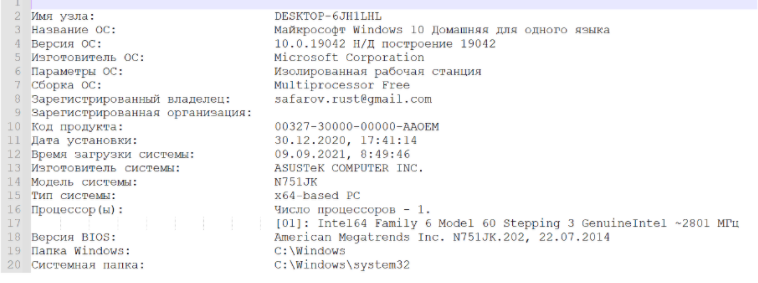 1
2 Имя узла: DESKTOP-6JH1LHL
3 Название ОС: Майкрософт Windows 10 Домашняя для одного языка
4 Версия ОС: 10.0.19042 Н/Д построение 19042
5 Изготовитель ОС: Microsoft Corporation
6 Параметры ОС: Изолированная рабочая станция
7 Сборка ОС: Multiprocessor Free
8 Зарегистрированный владелец: safarov.rust@gmail.com
9 Зарегистрированная организация:
10 Код продукта: 00327-30000-00000-AAOEM
11 Дата установки: 30.12.2020, 17:41:14
12 Время загрузки системы: 09.09.2021, 8:49:46
13 Изготовитель системы: ASUSTeK COMPUTER INC.
14 Модель системы: N751JK
15 Тип системы: x64-based PC
16 Процессор(ы): Число процессоров - 1.
17 [01]: Intel64 Family 6 Model 60 Stepping 3 GenuineIntel ~2801 МГц
18 Версия BIOS: American Megatrends Inc. N751JK.202, 22.07.2014
19 Папка Windows: C:\Windows
20 Системная папка: C:\Windows\system32